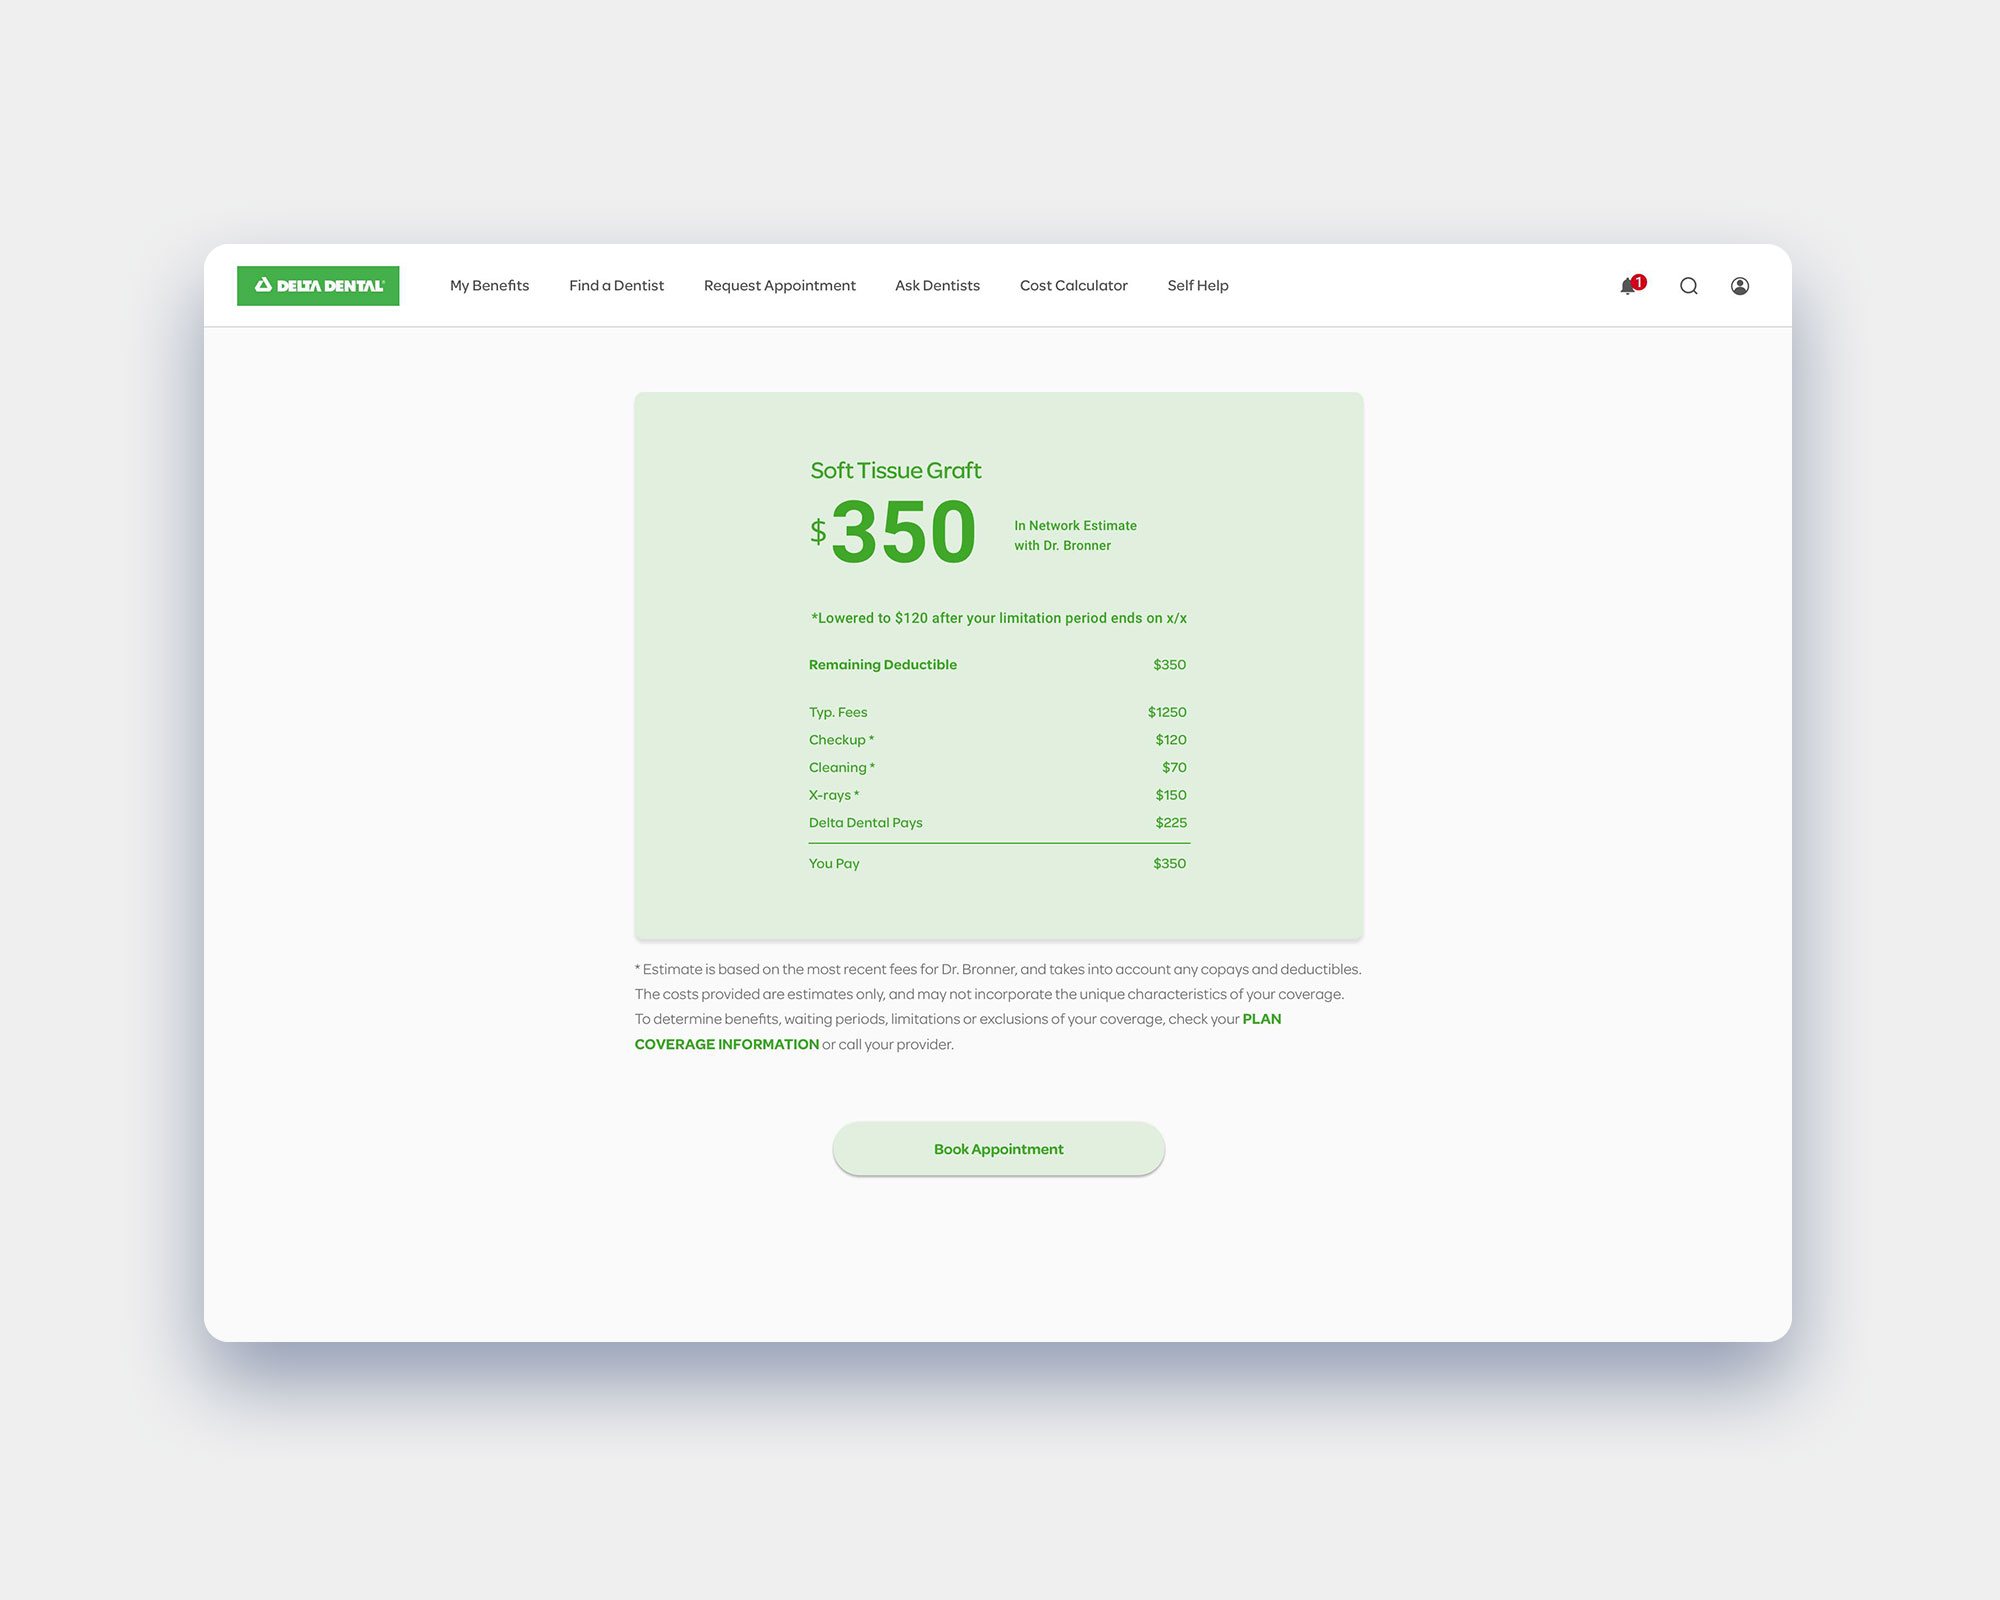 DELTA DENTAL
My Benefits
Find a Dentist
Request Appointment
Ask Dentists
Cost Calculator
Self Help
1
Soft Tissue Graft
$350
In Network Estimate
with Dr. Bronner
*Lowered to $120 after your limitation period ends on x/x
Remaining Deductible $350
Typ. Fees $1250
Checkup * $120
Cleaning * $70
X-rays * $150
Delta Dental Pays $225
You Pay $350
* Estimate is based on the most recent fees for Dr. Bronner, and takes into account any copays and deductibles.
The costs provided are estimates only, and may not incorporate the unique characteristics of your coverage.
To determine benefits, waiting periods, limitations or exclusions of your coverage, check your PLAN
COVERAGE INFORMATION or call your provider.
Book Appointment